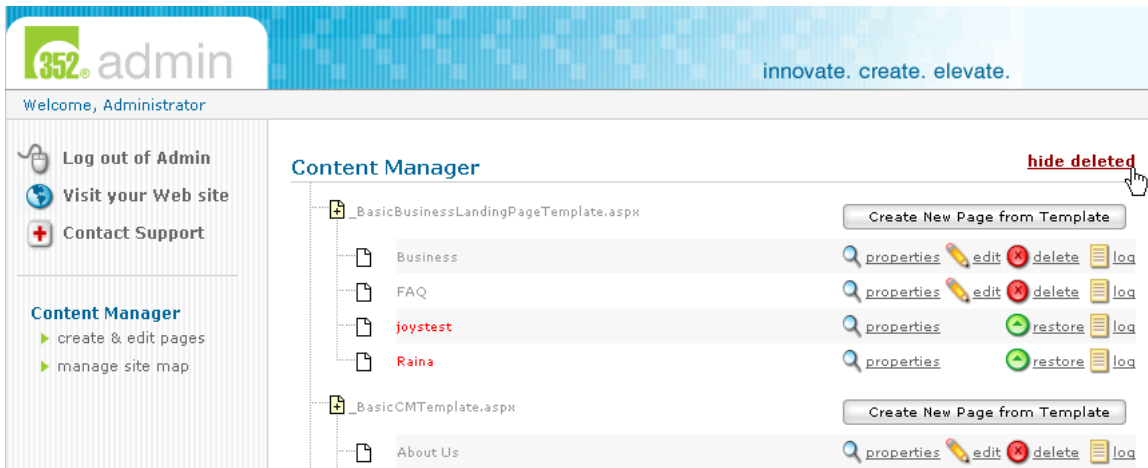 352® admin
innovate. create. elevate.
Welcome, Administrator
Log out of Admin
Visit your Web site
Contact Support
Content Manager
create & edit pages
manage site map
Content Manager hide deleted
_BasicBusinessLandingPageTemplate.aspx Create New Page from Template
Business properties edit delete log
FAQ properties edit delete log
joystest properties restore log
Raina properties restore log
_BasicCMTemplate.aspx Create New Page from Template
About Us properties edit delete log